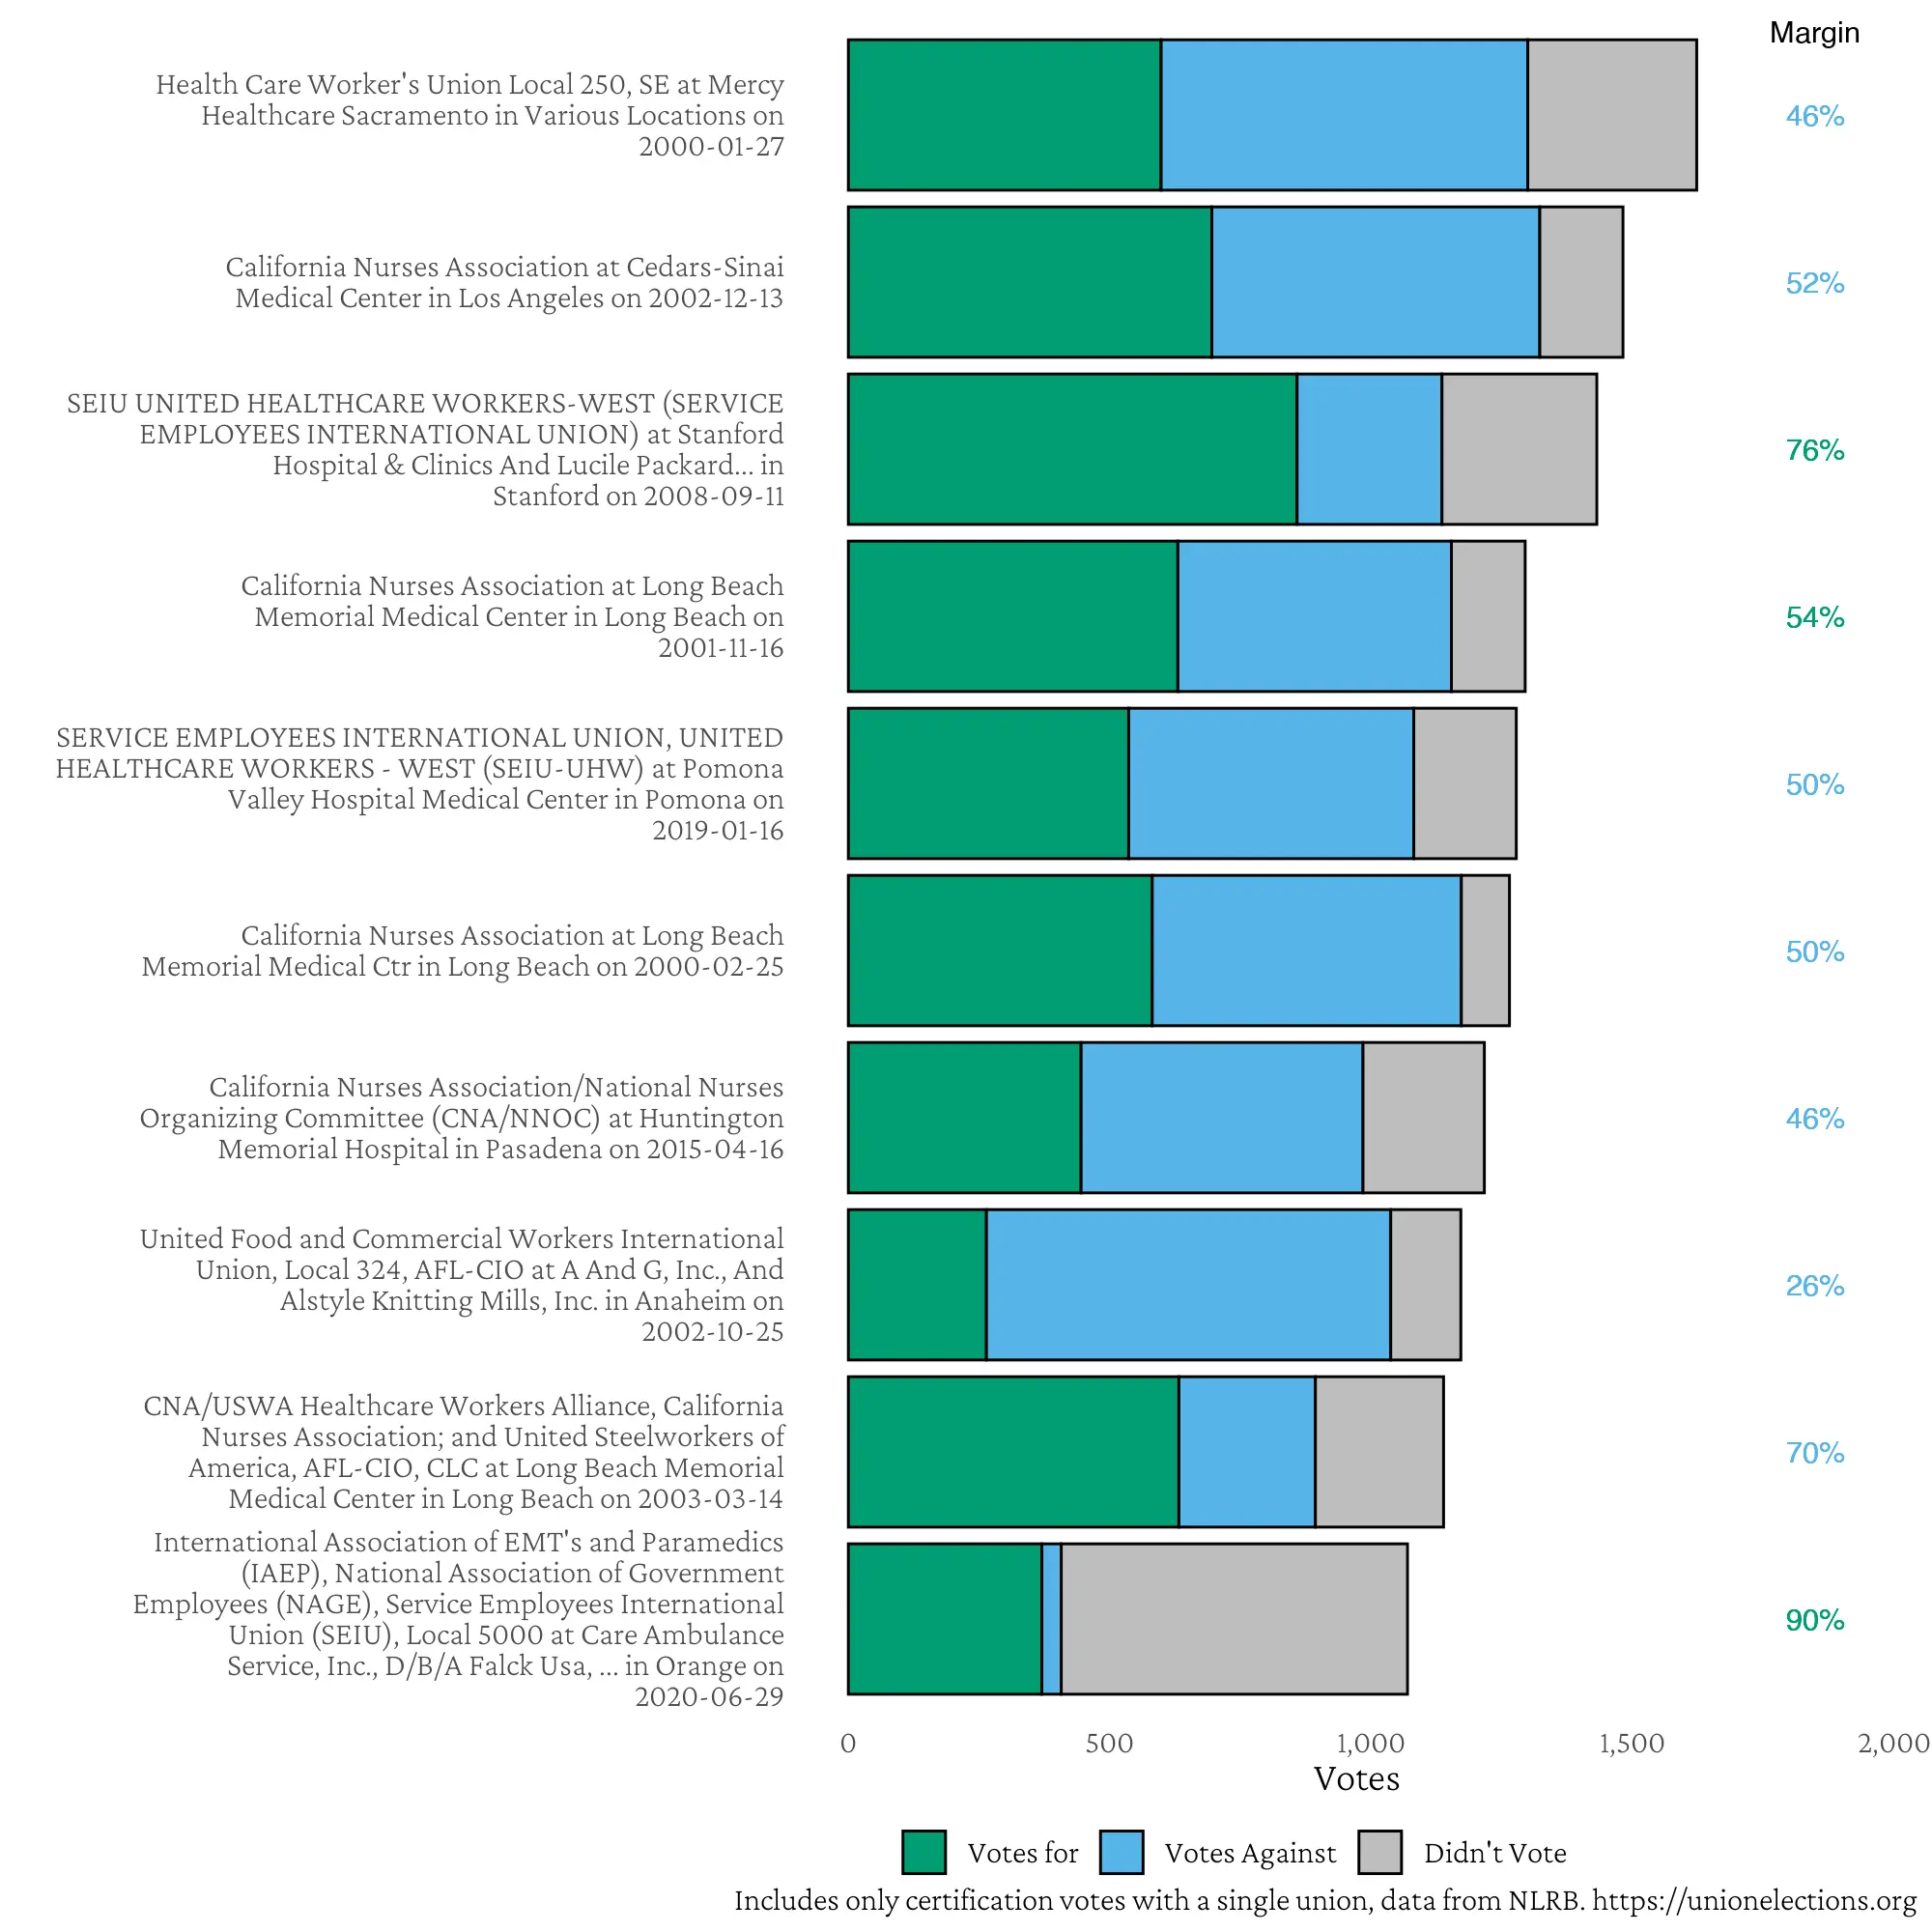 Margin
Health Care Worker's Union Local 250, SE at Mercy
Healthcare Sacramento in Various Locations on
2000-01-27
46%
California Nurses Association at Cedars-Sinai
Medical Center in Los Angeles on 2002-12-13
52%
SEIU UNITED HEALTHCARE WORKERS-WEST (SERVICE
EMPLOYEES INTERNATIONAL UNION) at Stanford
Hospital & Clinics And Lucile Packard... in
Stanford on 2008-09-11
76%
California Nurses Association at Long Beach
Memorial Medical Center in Long Beach on
2001-11-16
54%
SERVICE EMPLOYEES INTERNATIONAL UNION, UNITED
HEALTHCARE WORKERS - WEST (SEIU-UHW) at Pomona
Valley Hospital Medical Center in Pomona on
2019-01-16
50%
California Nurses Association at Long Beach
Memorial Medical Ctr in Long Beach on 2000-02-25
50%
California Nurses Association/National Nurses
Organizing Committee (CNA/NNOC) at Huntington
Memorial Hospital in Pasadena on 2015-04-16
46%
United Food and Commercial Workers International
Union, Local 324, AFL-CIO at A And G, Inc., And
Alstyle Knitting Mills, Inc. in Anaheim on
2002-10-25
26%
CNA/USWA Healthcare Workers Alliance, California
Nurses Association; and United Steelworkers of
America, AFL-CIO, CLC at Long Beach Memorial
Medical Center in Long Beach on 2003-03-14
70%
International Association of EMT's and Paramedics
(IAEP), National Association of Government
Employees (NAGE), Service Employees International
Union (SEIU), Local 5000 at Care Ambulance
Service, Inc., D/B/A Falck Usa, ... in Orange on
2020-06-29
90%
0 500 1,000 1,500 2,000
Votes
Votes for Votes Against Didn't Vote
Includes only certification votes with a single union, data from NLRB. https://unionelections.org